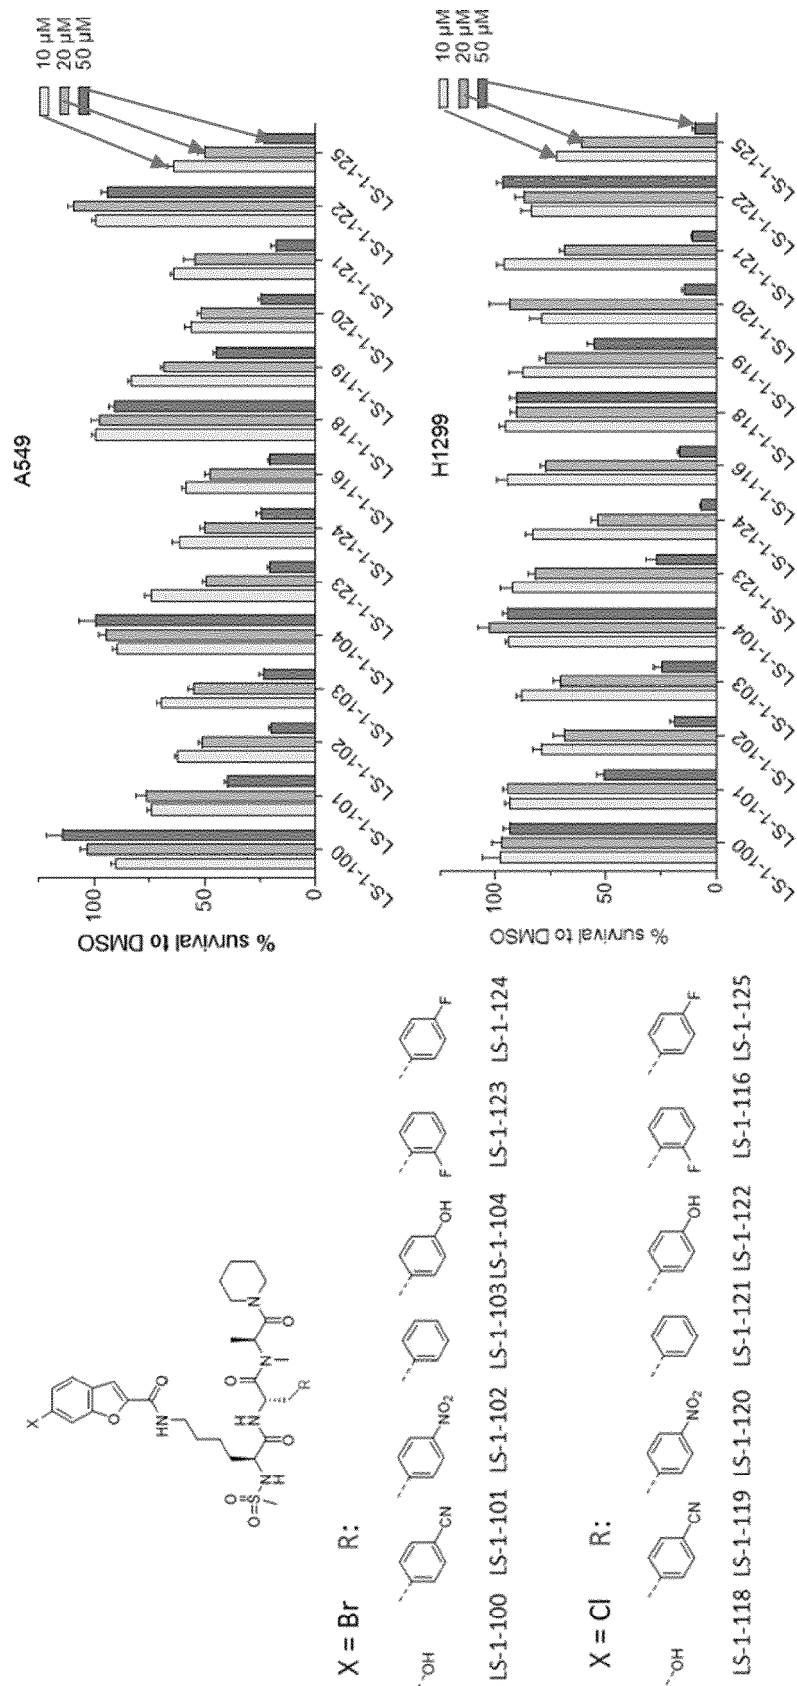 X
O
HN
O
O=S
O
N
H
O
HN
O
R
N
O
N
X = Br R:
OH
CN
NO2
OH
F
F
LS-1-100 LS-1-101 LS-1-102 LS-1-103 LS-1-104 LS-1-123 LS-1-124
X = Cl R:
OH
CN
NO2
OH
F
F
LS-1-118 LS-1-119 LS-1-120 LS-1-121 LS-1-122 LS-1-116 LS-1-125
A549
10 µM
20 µM
50 µM
% survival to DMSO
100
50
0
LS-1-100 LS-1-101 LS-1-102 LS-1-103 LS-1-104 LS-1-123 LS-1-124 LS-1-116 LS-1-118 LS-1-119 LS-1-120 LS-1-121 LS-1-122 LS-1-125
H1299
10 µM
20 µM
50 µM
% survival to DMSO
100
50
0
LS-1-100 LS-1-101 LS-1-102 LS-1-103 LS-1-104 LS-1-123 LS-1-124 LS-1-116 LS-1-118 LS-1-119 LS-1-120 LS-1-121 LS-1-122 LS-1-125